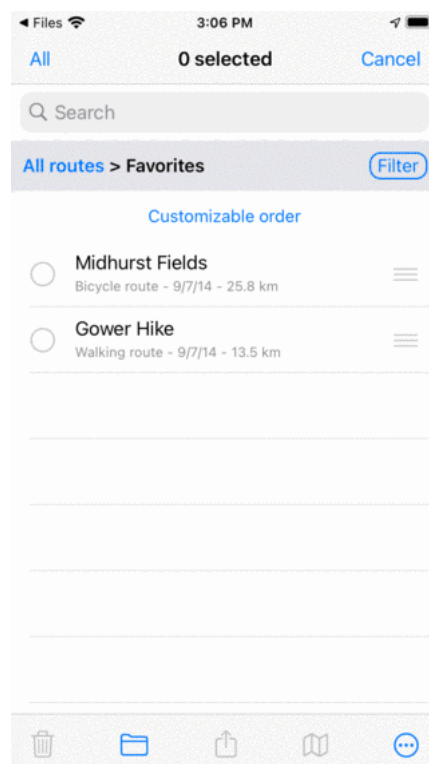 Files 3:06 PM
All 0 selected Cancel
Search
All routes > Favorites Filter
Customizable order
Midhurst Fields
Bicycle route - 9/7/14 - 25.8 km
Gower Hike
Walking route - 9/7/14 - 13.5 km